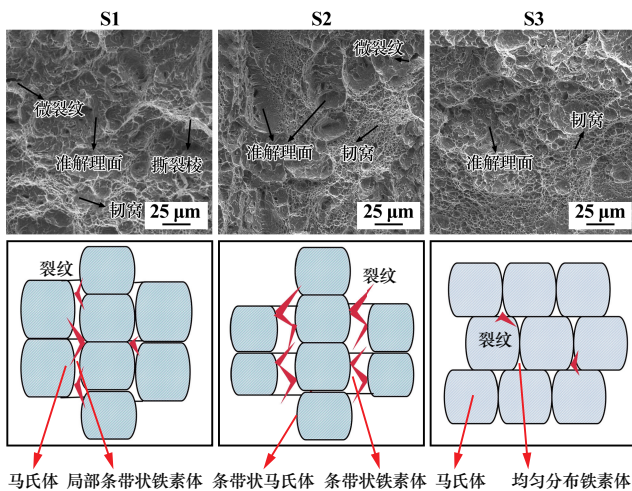 S1
S2
S3
微裂纹
准解理面
撕裂棱
韧窝
25 μm
微裂纹
准解理面
韧窝
25 μm
韧窝
准解理面
25 μm
裂纹
裂纹
裂纹
马氏体
局部条带状铁素体
条带状马氏体
条带状铁素体
马氏体
均匀分布铁素体